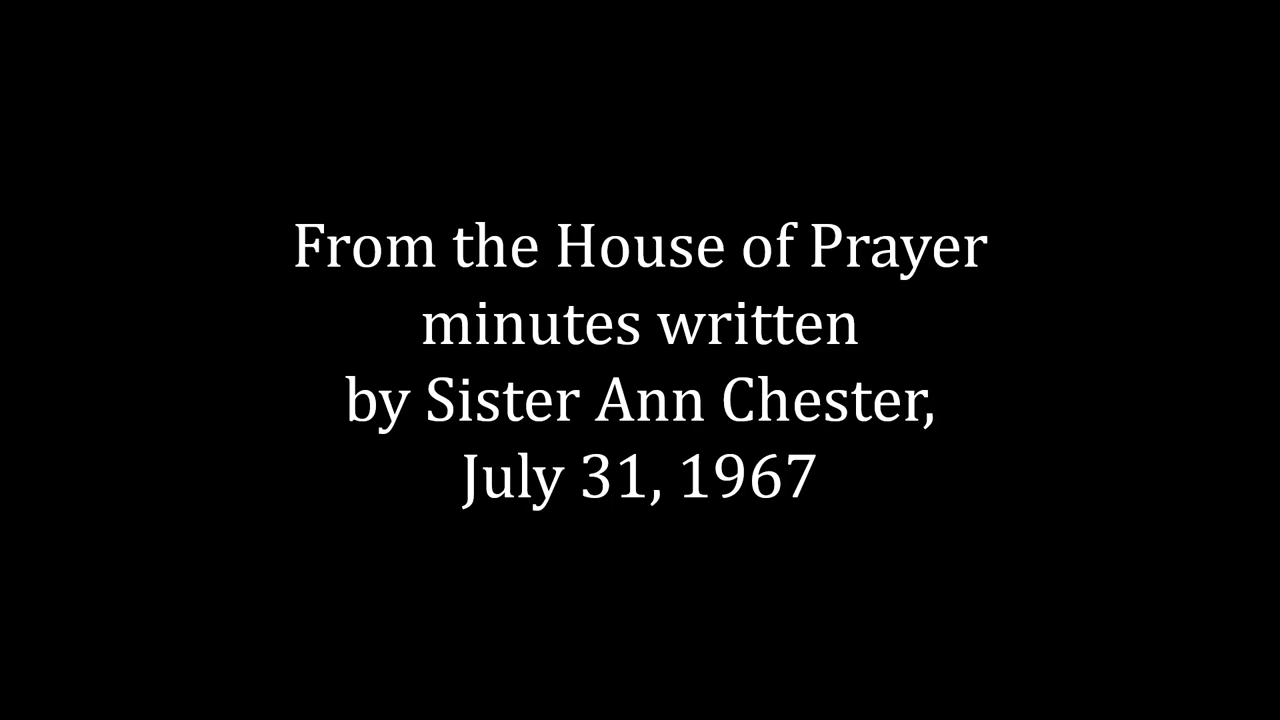 From the House of Prayer
minutes written
by Sister Ann Chester,
July 31, 1967